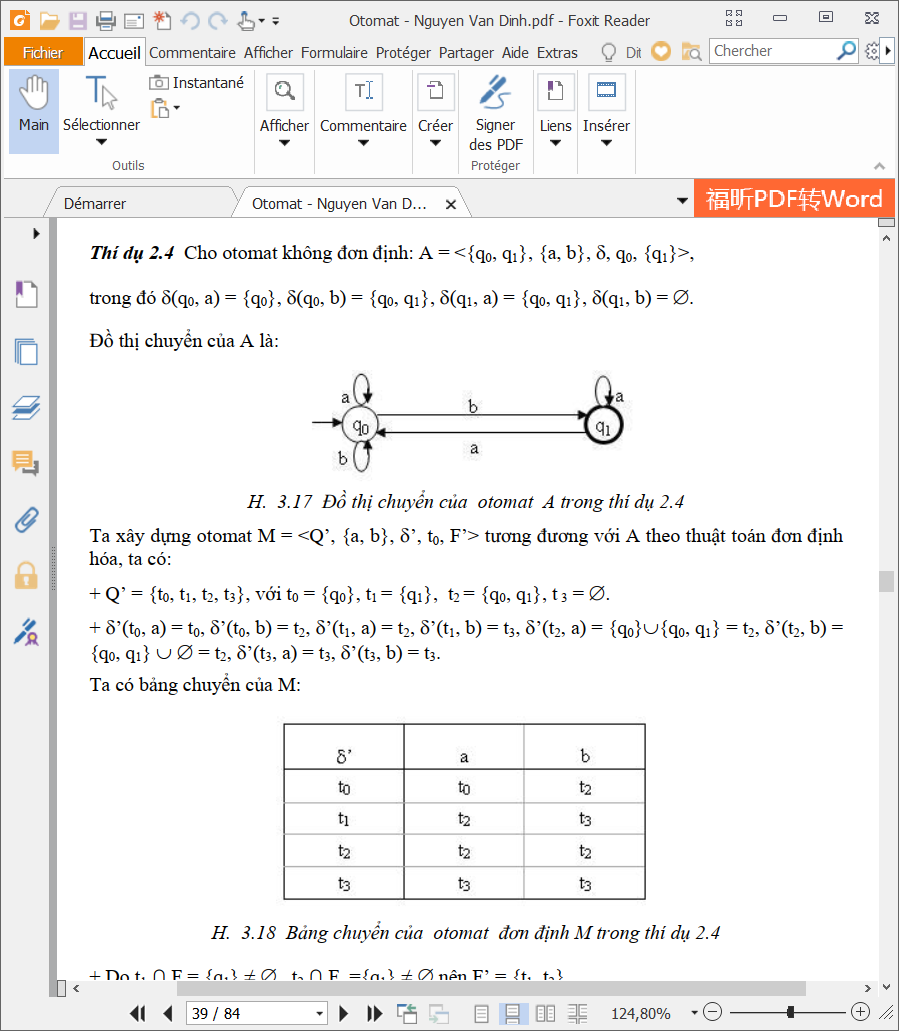 Otomat - Nguyen Van Dinh.pdf - Foxit Reader
Fichier Accueil Commentaire Afficher Formulaire Protéger Partager Aide Extras Dit Chercher
Instantané
Main Sélectionner Afficher Commentaire Créer Signer des PDF Liens Insérer
Outils Protéger
Démarrer Otomat - Nguyen Van D... 福昕PDF转Word
Thí dụ 2.4 Cho otomat không đơn định: A = <{q0, q1}, {a, b}, δ, q0, {q1}>,
trong đó δ(q0, a) = {q0}, δ(q0, b) = {q0, q1}, δ(q1, a) = {q0, q1}, δ(q1, b) = ∅.
Đồ thị chuyển của A là:
a b a
q0 q1
b a
H. 3.17 Đồ thị chuyển của otomat A trong thí dụ 2.4
Ta xây dựng otomat M = <Q’, {a, b}, δ’, t0, F’> tương đương với A theo thuật toán đơn định
hóa, ta có:
+ Q’ = {t0, t1, t2, t3}, với t0 = {q0}, t1 = {q1}, t2 = {q0, q1}, t 3 = ∅.
+ δ’(t0, a) = t0, δ’(t0, b) = t2, δ’(t1, a) = t2, δ’(t1, b) = t3, δ’(t2, a) = {q0}∪{q0, q1} = t2, δ’(t2, b) =
{q0, q1} ∪ ∅ = t2, δ’(t3, a) = t3, δ’(t3, b) = t3.
Ta có bảng chuyển của M:
δ’ a b
t0 t0 t2
t1 t2 t3
t2 t2 t2
t3 t3 t3
H. 3.18 Bảng chuyển của otomat đơn định M trong thí dụ 2.4
+ Do t1 ∩ F = {q1} ≠ ∅, t2 ∩ F = {q1} ≠ ∅ nên F’ = {t1, t2}
39 / 84 124,80%